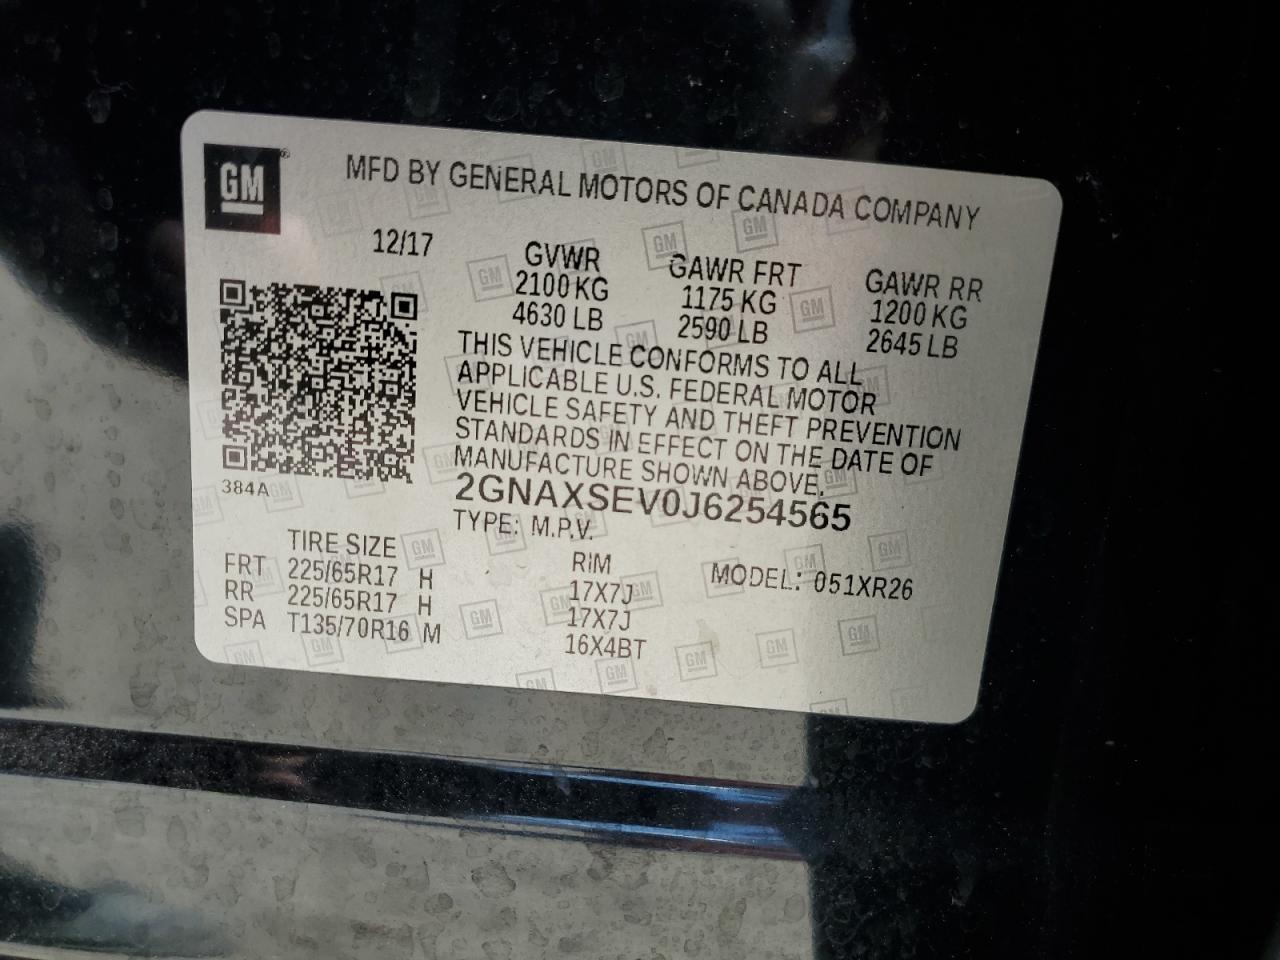 GM®
MFD BY GENERAL MOTORS OF CANADA COMPANY
12/17
GVWR GAWR FRT GAWR RR
2100 KG 1175 KG 1200 KG
4630 LB 2590 LB 2645 LB
THIS VEHICLE CONFORMS TO ALL
APPLICABLE U.S. FEDERAL MOTOR
VEHICLE SAFETY AND THEFT PREVENTION
STANDARDS IN EFFECT ON THE DATE OF
MANUFACTURE SHOWN ABOVE.
384A
2GNAXSEV0J6254565
TYPE: M.P.V.
TIRE SIZE RIM MODEL: 051XR26
FRT 225/65R17 H 17X7J
RR 225/65R17 H 17X7J
SPA T135/70R16 M 16X4BT